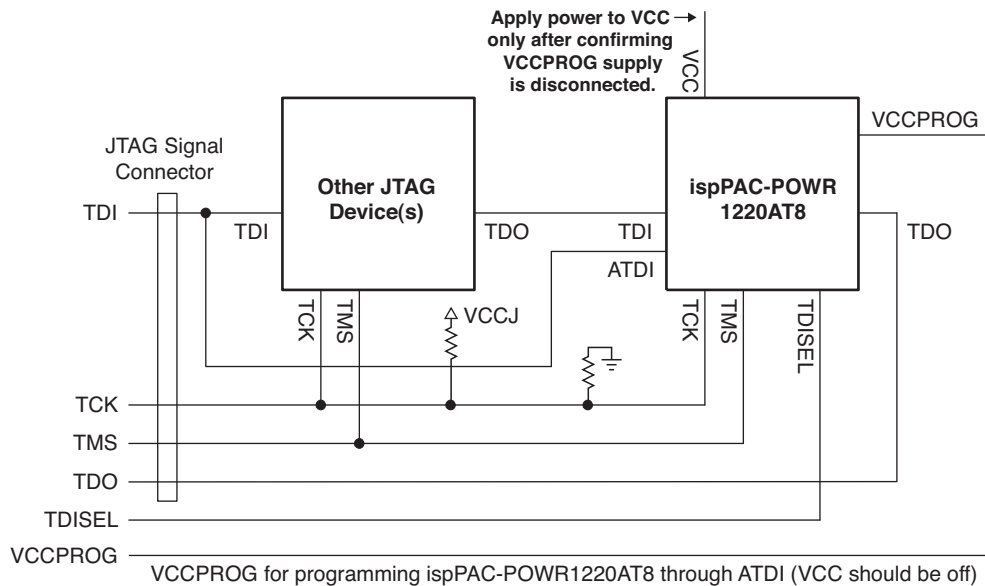 Apply power to VCC
only after confirming
VCCPROG supply
is disconnected.
VCC
VCCPROG
JTAG Signal
Connector
Other JTAG
Device(s)
ispPAC-POWR
1220AT8
TDI
TDI
TDO
TDI
TDO
ATDI
TCK
TMS
VCCJ
TCK
TMS
TDISEL
TCK
TMS
TDO
TDISEL
VCCPROG
VCCPROG for programming ispPAC-POWR1220AT8 through ATDI (VCC should be off)